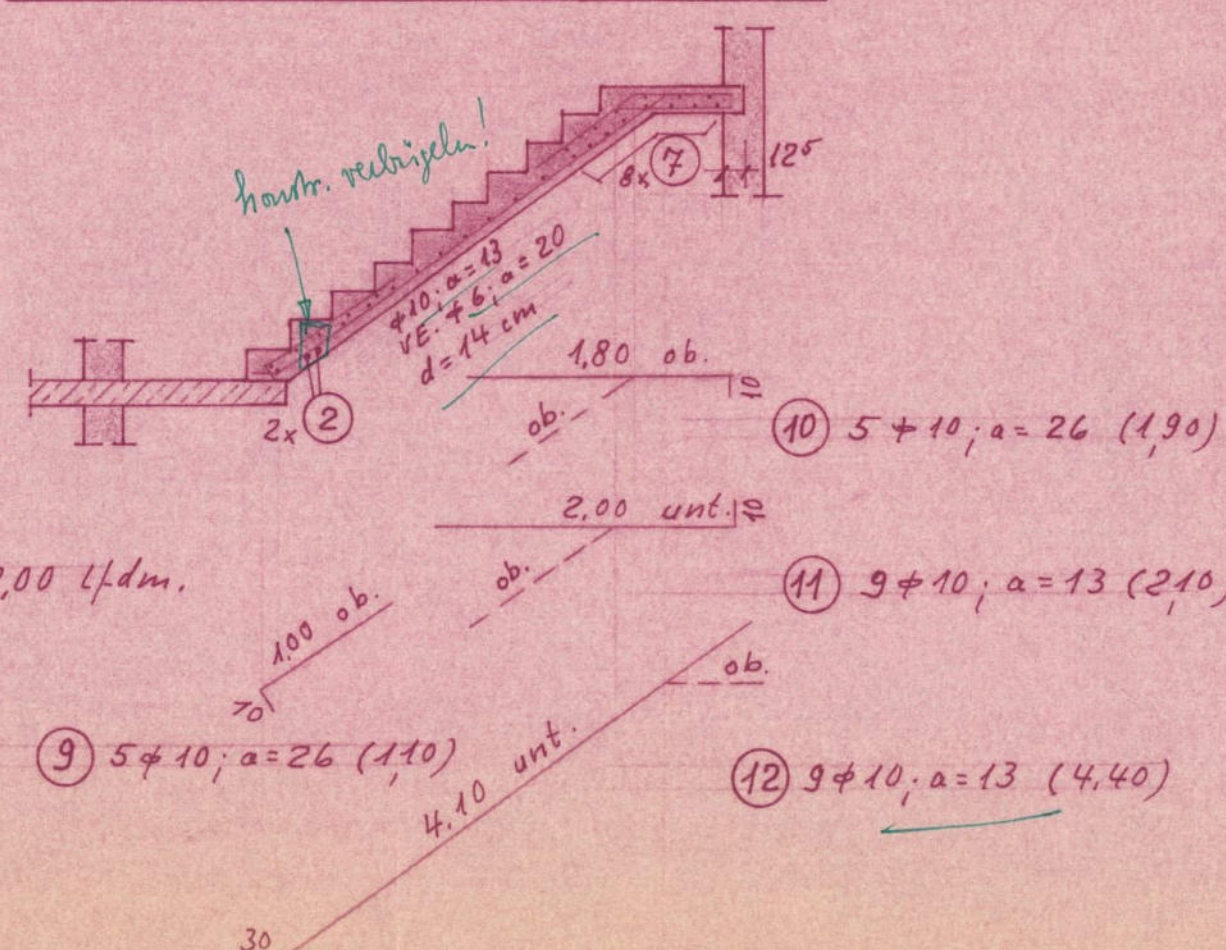 konstr. verbügeln!
8x 7
12⁵
ϕ10; a=13
VE. ϕ6; a=20
d=14 cm
2x 2
1,80 ob.
10
ob.
10 5ϕ10; a=26 (1,90)
2,00 unt.
10
ob.
,00 lfdm.
11 9ϕ10; a=13 (2,10)
1,00 ob.
10
ob.
9 5ϕ10; a=26 (1,10)
4,10 unt.
12 9ϕ10; a=13 (4,40)
30